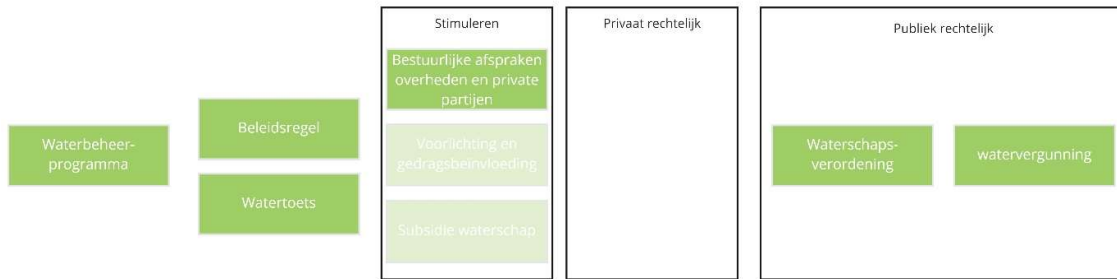 Stimuleren
Privaat rechtelijk
Publiek rechtelijk
Bestuurlijke afspraken
overheden en private
partijen
Beleidsregel
Waterbeheer-
programma
Voorlichting en
gedragsbeïnvloeding
Waterschaps-
verordening
watervergunning
Watertoets
Subsidie waterschap